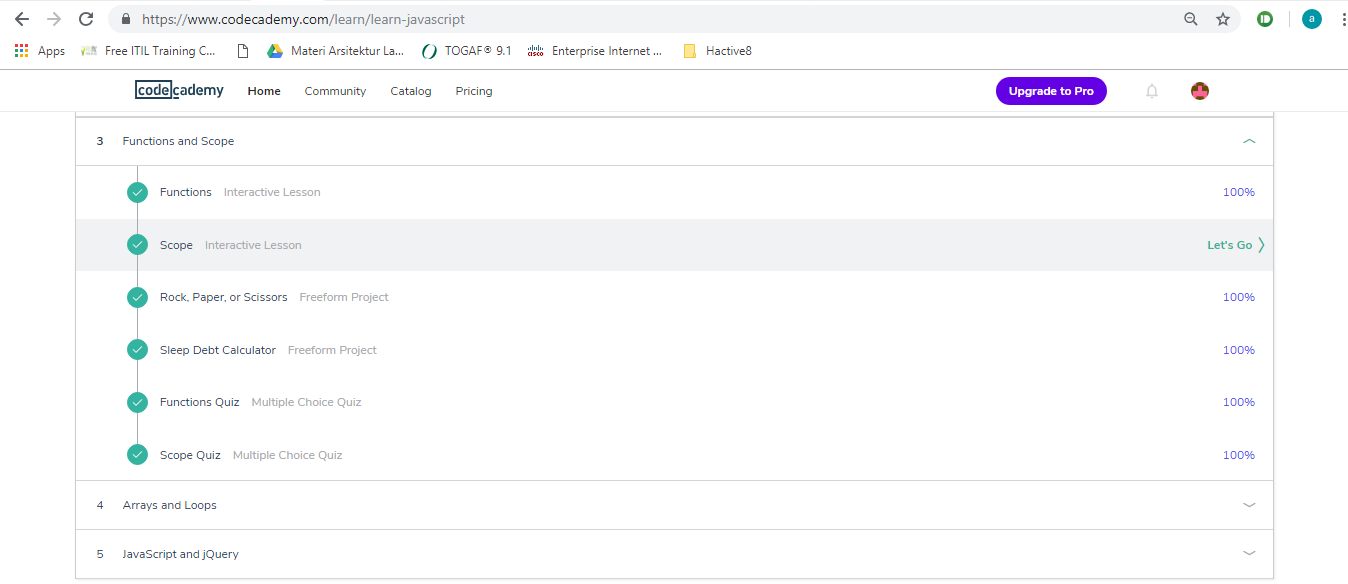 https://www.codecademy.com/learn/learn-javascript
a
Apps Free ITIL Training C... Materi Arsitektur La... TOGAF® 9.1 cisco Enterprise Internet ... Hactive8
codecademy Home Community Catalog Pricing Upgrade to Pro
3 Functions and Scope
Functions Interactive Lesson 100%
Scope Interactive Lesson Let's Go
Rock, Paper, or Scissors Freeform Project 100%
Sleep Debt Calculator Freeform Project 100%
Functions Quiz Multiple Choice Quiz 100%
Scope Quiz Multiple Choice Quiz 100%
4 Arrays and Loops
5 JavaScript and jQuery